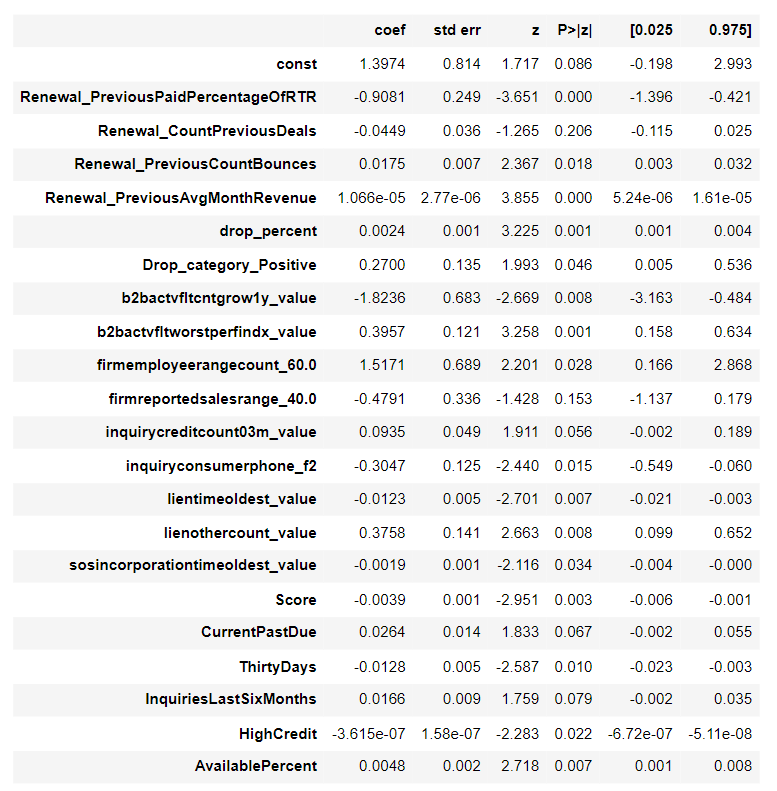 coef std err z P>|z| [0.025 0.975]
const 1.3974 0.814 1.717 0.086 -0.198 2.993
Renewal_PreviousPaidPercentageOfRTR -0.9081 0.249 -3.651 0.000 -1.396 -0.421
Renewal_CountPreviousDeals -0.0449 0.036 -1.265 0.206 -0.115 0.025
Renewal_PreviousCountBounces 0.0175 0.007 2.367 0.018 0.003 0.032
Renewal_PreviousAvgMonthRevenue 1.066e-05 2.77e-06 3.855 0.000 5.24e-06 1.61e-05
drop_percent 0.0024 0.001 3.225 0.001 0.001 0.004
Drop_category_Positive 0.2700 0.135 1.993 0.046 0.005 0.536
b2bactvfltcntgrow1y_value -1.8236 0.683 -2.669 0.008 -3.163 -0.484
b2bactvfltworstperfindx_value 0.3957 0.121 3.258 0.001 0.158 0.634
firmemployeerangecount_60.0 1.5171 0.689 2.201 0.028 0.166 2.868
firmreportedsalesrange_40.0 -0.4791 0.336 -1.428 0.153 -1.137 0.179
inquirycreditcount03m_value 0.0935 0.049 1.911 0.056 -0.002 0.189
inquiryconsumerphone_f2 -0.3047 0.125 -2.440 0.015 -0.549 -0.060
lientimeoldest_value -0.0123 0.005 -2.701 0.007 -0.021 -0.003
lienothercount_value 0.3758 0.141 2.663 0.008 0.099 0.652
sosincorporationtimeoldest_value -0.0019 0.001 -2.116 0.034 -0.004 -0.000
Score -0.0039 0.001 -2.951 0.003 -0.006 -0.001
CurrentPastDue 0.0264 0.014 1.833 0.067 -0.002 0.055
ThirtyDays -0.0128 0.005 -2.587 0.010 -0.023 -0.003
InquiriesLastSixMonths 0.0166 0.009 1.759 0.079 -0.002 0.035
HighCredit -3.615e-07 1.58e-07 -2.283 0.022 -6.72e-07 -5.11e-08
AvailablePercent 0.0048 0.002 2.718 0.007 0.001 0.008